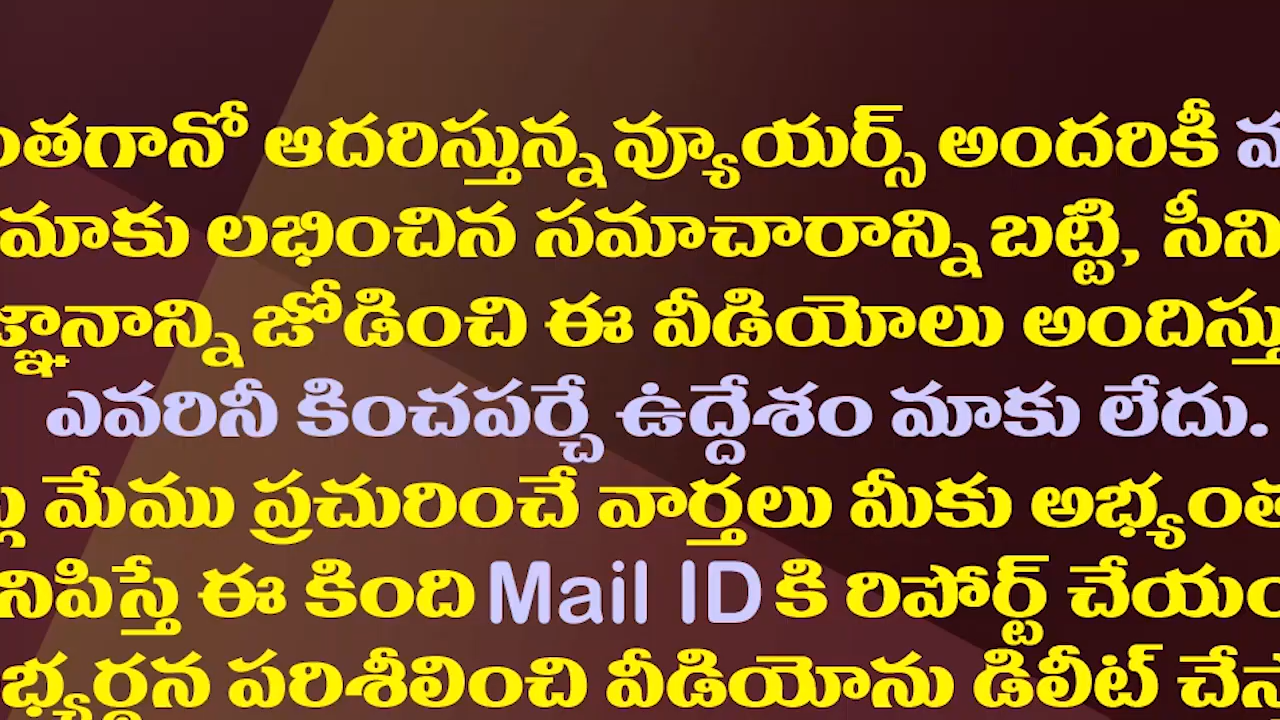 ఆదరిస్తున్న వ్యూయర్స్ అందరికీ
మాకు లభించిన సమాచారాన్ని బట్టి,
జోడించి ఈ వీడియోలు
ఎవరినీ కించపర్చే ఉద్దేశం మాకు లేదు.
మేము ప్రచురించే వార్తలు మీకు
ఈ కింది Mail ID కి రిపోర్ట్
పరిశీలించి వీడియోను డిలీట్